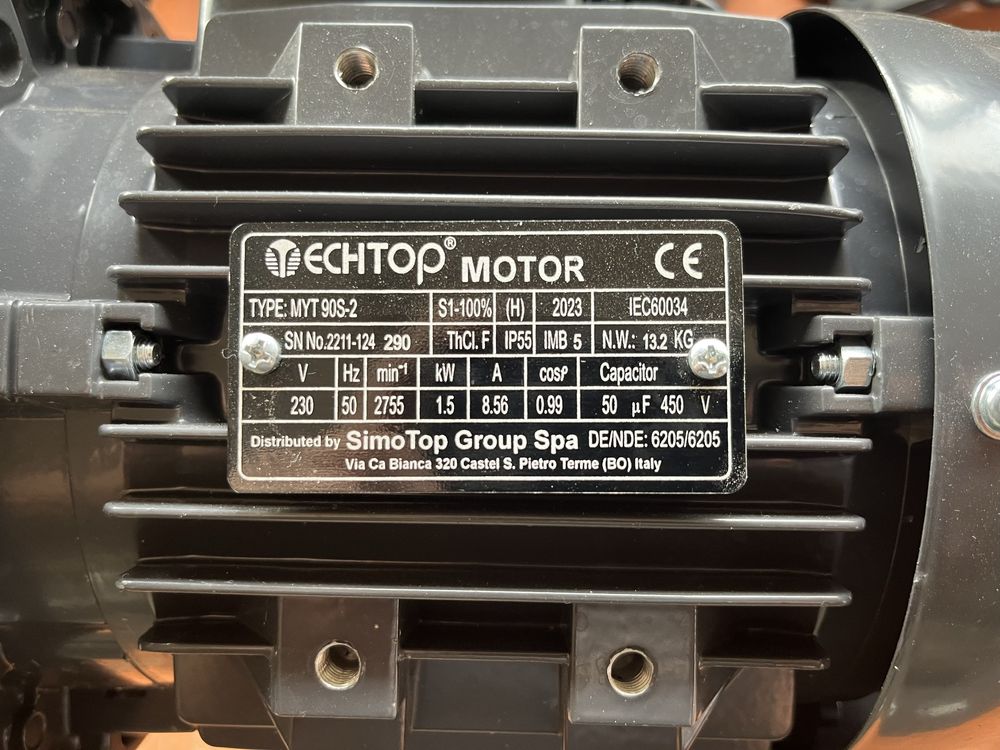 TECHTOP® MOTOR CE
TYPE: MYT 90S-2 S1-100% (H) 2023 IEC60034
SN No.2211-124 290 ThCl. F IP55 IMB 5 N.W.: 13.2 KG
V Hz min⁻¹ kW A cosρ Capacitor
230 50 2755 1.5 8.56 0.99 50 µF 450 V
Distributed by SimoTop Group Spa DE/NDE: 6205/6205
Via Ca Bianca 320 Castel S. Pietro Terme (BO) Italy